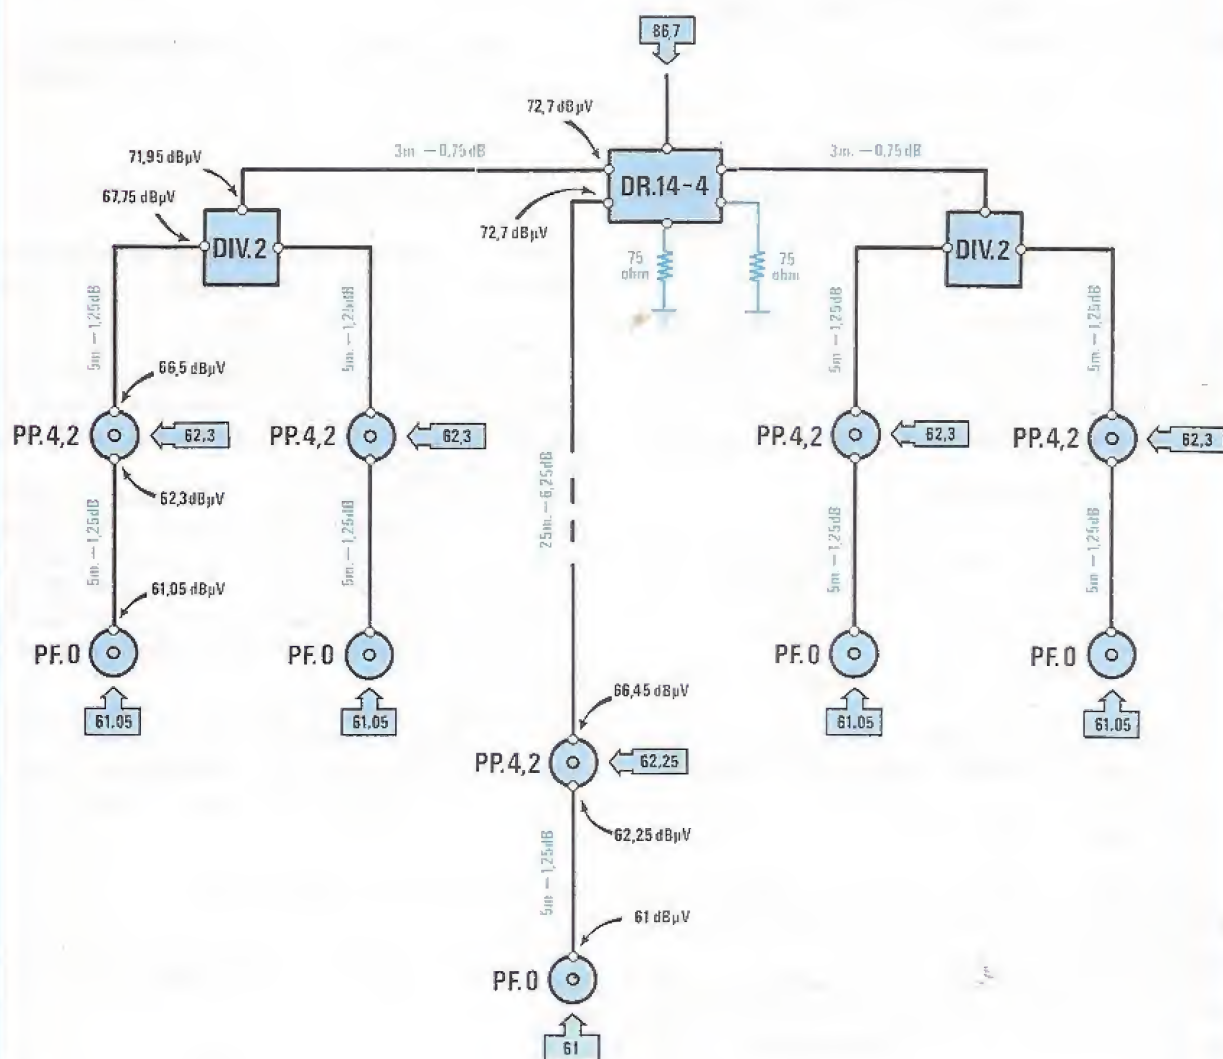 86,7
72,7 dBµV
3m. – 0,75 dB
3m. – 0,75 dB
71,95 dBµV
67,75 dBµV
DR.14-4
72,7 dBµV
DIV.2
75 ohm
75 ohm
DIV.2
5m. – 1,25dB
5m. – 1,25dB
5m. – 1,25dB
5m. – 1,25dB
66,5 dBµV
PP.4,2
62,3
PP.4,2
62,3
PP.4,2
62,3
PP.4,2
62,3
62,3dBµV
25m. – 6,25dB
5m. – 1,25dB
5m. – 1,25dB
5m. – 1,25dB
5m. – 1,25dB
61,05 dBµV
PF.0
PF.0
PF.0
PF.0
61,05
61,05
61,05
61,05
66,45 dBµV
PP.4,2
62,25
62,25 dBµV
5m. – 1,25dB
61 dBµV
PF.0
61